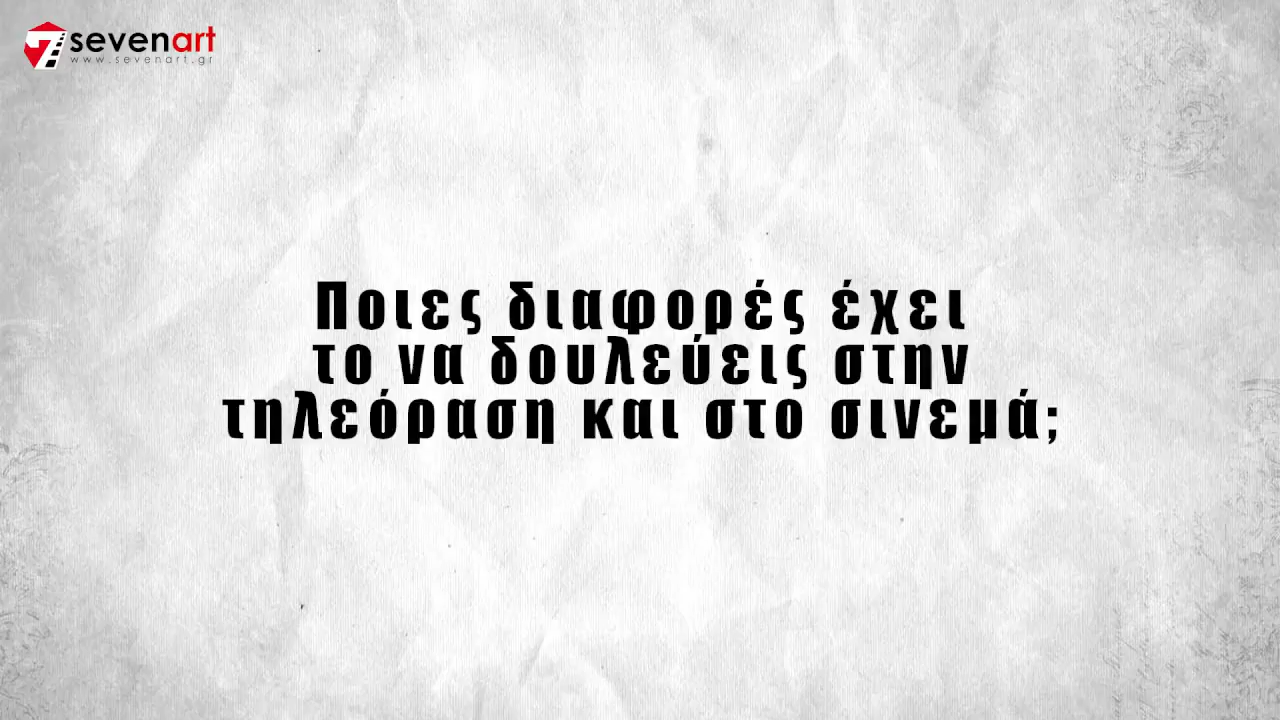 sevenart
www.sevenart.gr
Ποιες διαφορές έχει
το να δουλεύεις στην
τηλεόραση και στο σινεμά;